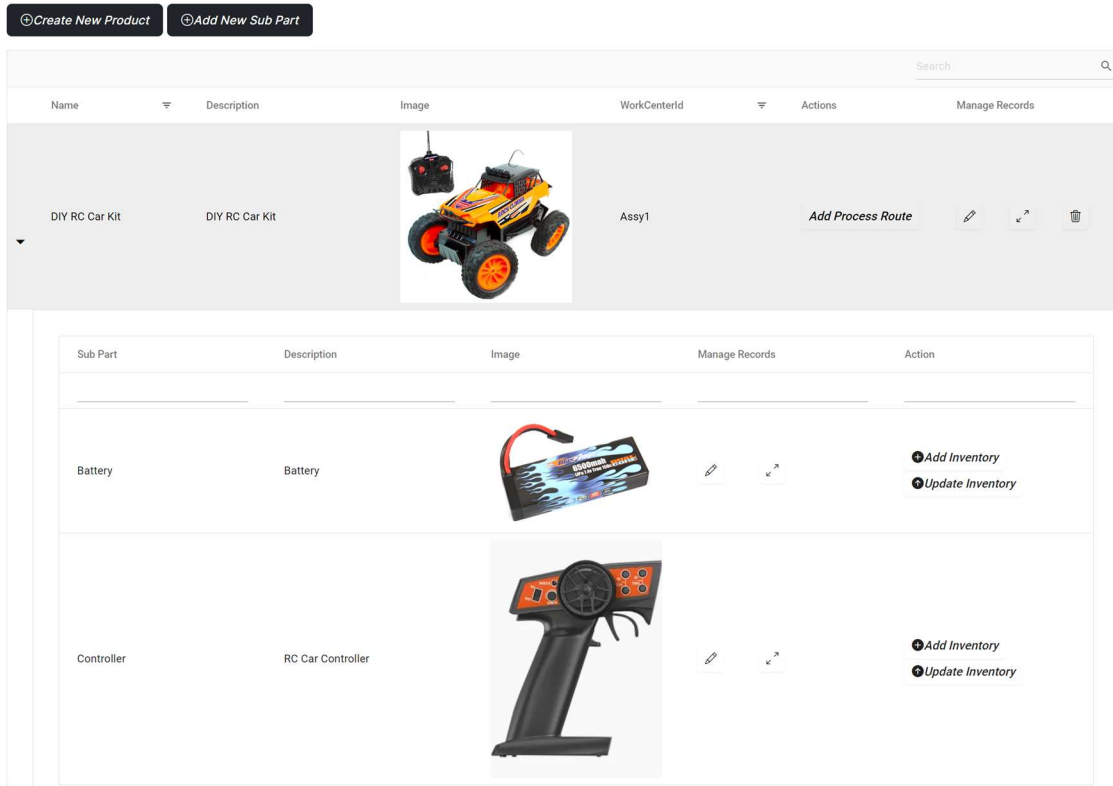 Create New Product
Add New Sub Part
Search
Name Description Image WorkCenterId Actions Manage Records
DIY RC Car Kit DIY RC Car Kit Assy1 Add Process Route
Sub Part Description Image Manage Records Action
Battery Battery
6500mah
Add Inventory
Update Inventory
Controller RC Car Controller
Add Inventory
Update Inventory